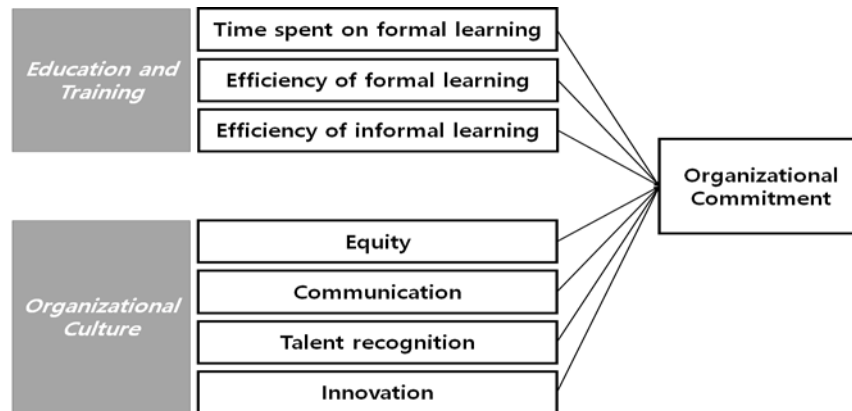 Education and
Training
Time spent on formal learning
Efficiency of formal learning
Efficiency of informal learning
Organizational
Commitment
Organizational
Culture
Equity
Communication
Talent recognition
Innovation